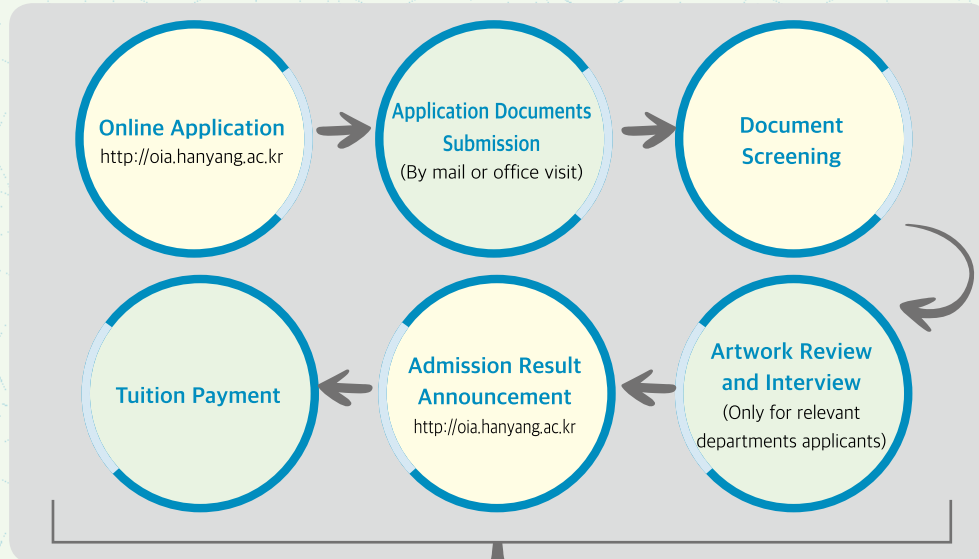 Online Application
http://oia.hanyang.ac.kr
Application Documents
Submission
(By mail or office visit)
Document
Screening
Artwork Review
and Interview
(Only for relevant
departments applicants)
Admission Result
Announcement
http://oia.hanyang.ac.kr
Tuition Payment